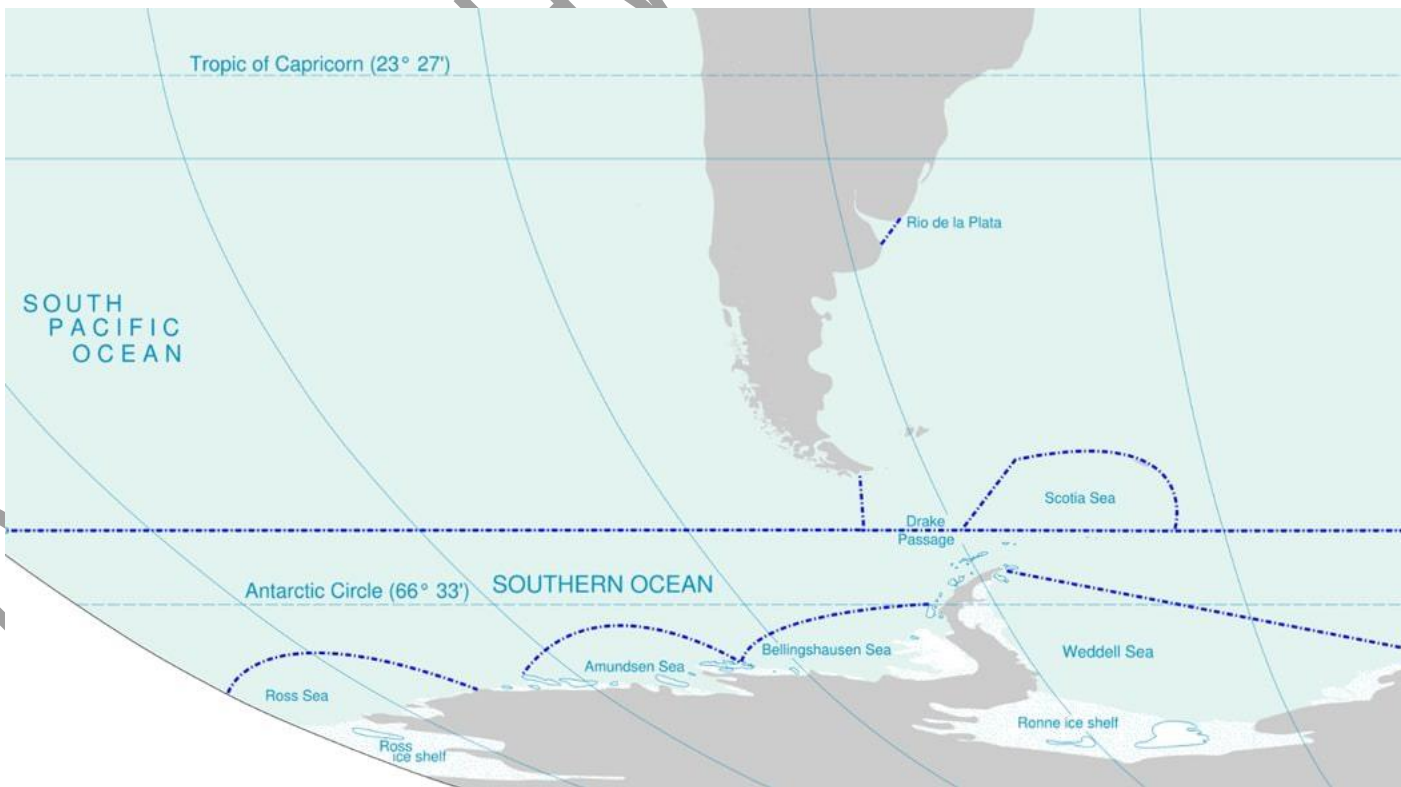 Tropic of Capricorn (23° 27')
Rio de la Plata
SOUTH
PACIFIC
OCEAN
Scotia Sea
Drake
Passage
Antarctic Circle (66° 33')
SOUTHERN OCEAN
Bellingshausen Sea
Weddell Sea
Amundsen Sea
Ross Sea
Ronne ice shelf
Ross
ice shelf